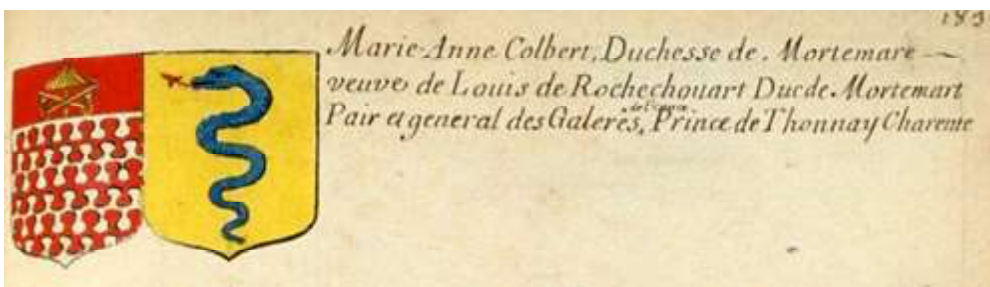 183
Marie-Anne Colbert, Duchesse de Mortemare
veuve de Louis de Rochechouart Duc de Mortemart
Pair et general des Galeres, Prince de Thonnay Charente